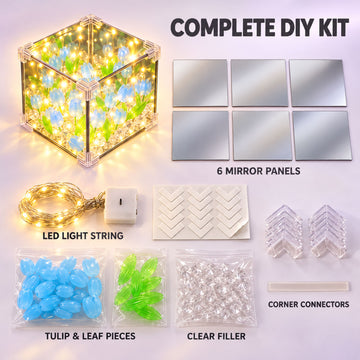 COMPLETE DIY KIT
6 MIRROR PANELS
LED LIGHT STRING
CORNER CONNECTORS
TULIP & LEAF PIECES
CLEAR FILLER